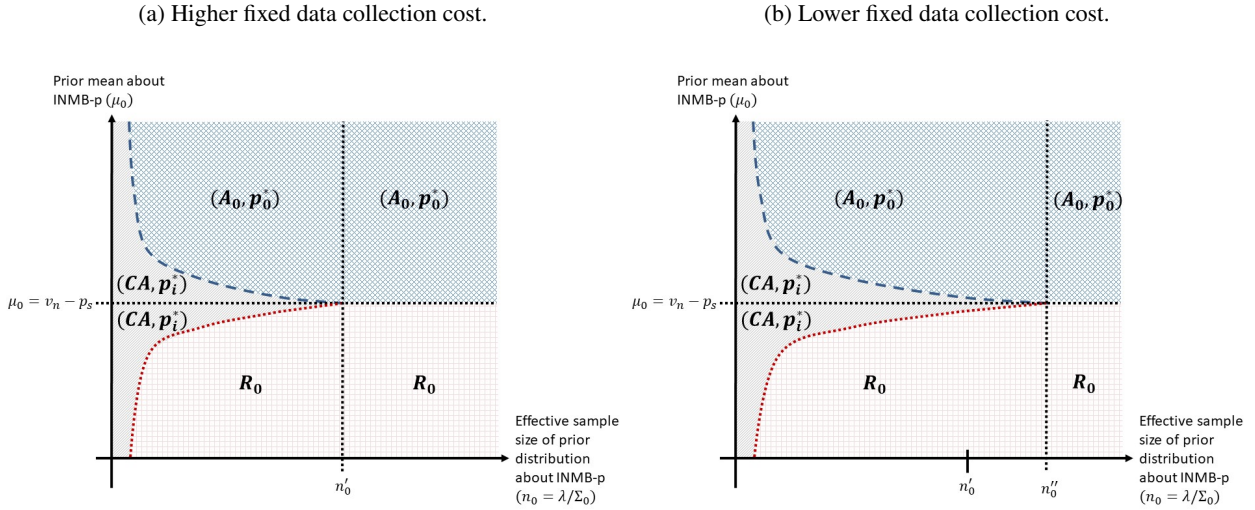 (a) Higher fixed data collection cost.
Prior mean about
INMB-p (μ₀)
(A₀, p₀*)
(A₀, p₀*)
(CA, pᵢ*)
μ₀ = vₙ − pₛ
(CA, pᵢ*)
R₀
R₀
Effective sample
size of prior
distribution
about INMB-p
(n₀ = λ/Σ₀)
n₀′
(b) Lower fixed data collection cost.
Prior mean about
INMB-p (μ₀)
(A₀, p₀*)
(A₀, p₀*)
(CA, pᵢ*)
μ₀ = vₙ − pₛ
(CA, pᵢ*)
R₀
R₀
Effective sample
size of prior
distribution
about INMB-p
(n₀ = λ/Σ₀)
n₀′
n₀″